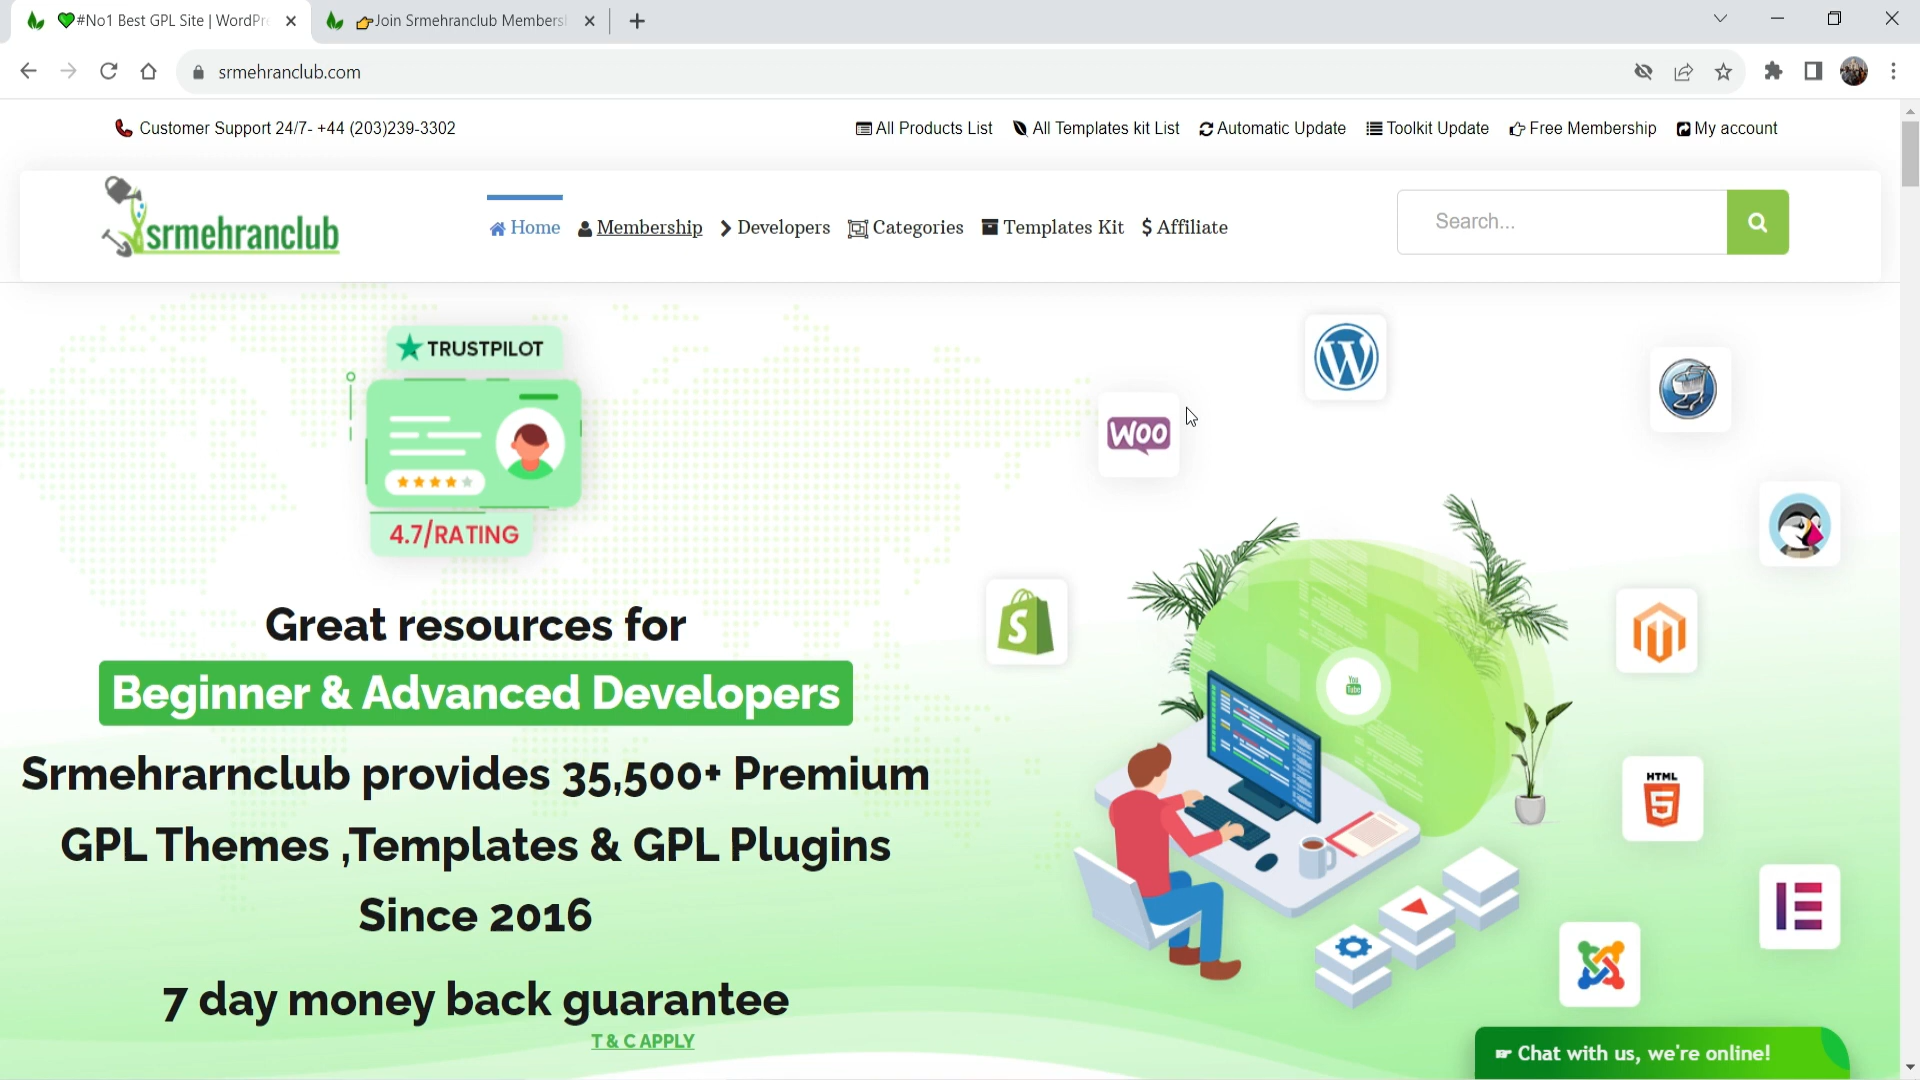 #No1 Best GPL Site | WordPre
Join Srmehranclub Members
srmehranclub.com
Customer Support 24/7- +44 (203)239-3302
All Products List
All Templates kit List
Automatic Update
Toolkit Update
Free Membership
My account
srmehranclub
Home
Membership
Developers
Categories
Templates Kit
$ Affiliate
Search...
TRUSTPILOT
4.7/RATING
WOO
S
You
Tube
HTML
5
Great resources for
Beginner & Advanced Developers
Srmehrarnclub provides 35,500+ Premium
GPL Themes ,Templates & GPL Plugins
Since 2016
7 day money back guarantee
T & C APPLY
Chat with us, we're online!